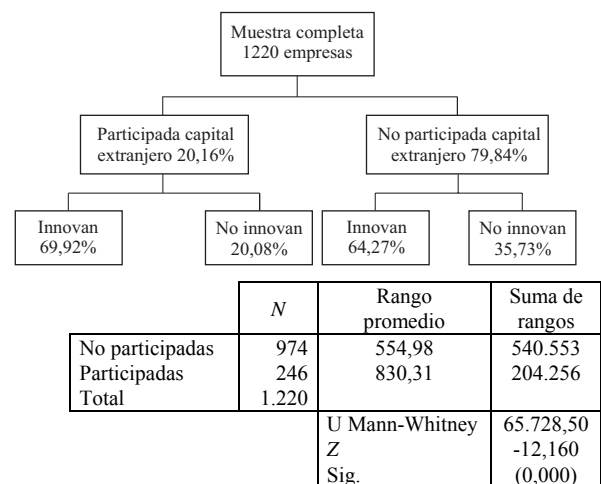 Muestra completa
1220 empresas
Participada capital
extranjero 20,16%
No participada capital
extranjero 79,84%
Innovan
69,92%
No innovan
20,08%
Innovan
64,27%
No innovan
35,73%
N Rango promedio Suma de rangos
No participadas 974 554,98 540.553
Participadas 246 830,31 204.256
Total 1.220
U Mann-Whitney 65.728,50
Z -12,160
Sig. (0,000)